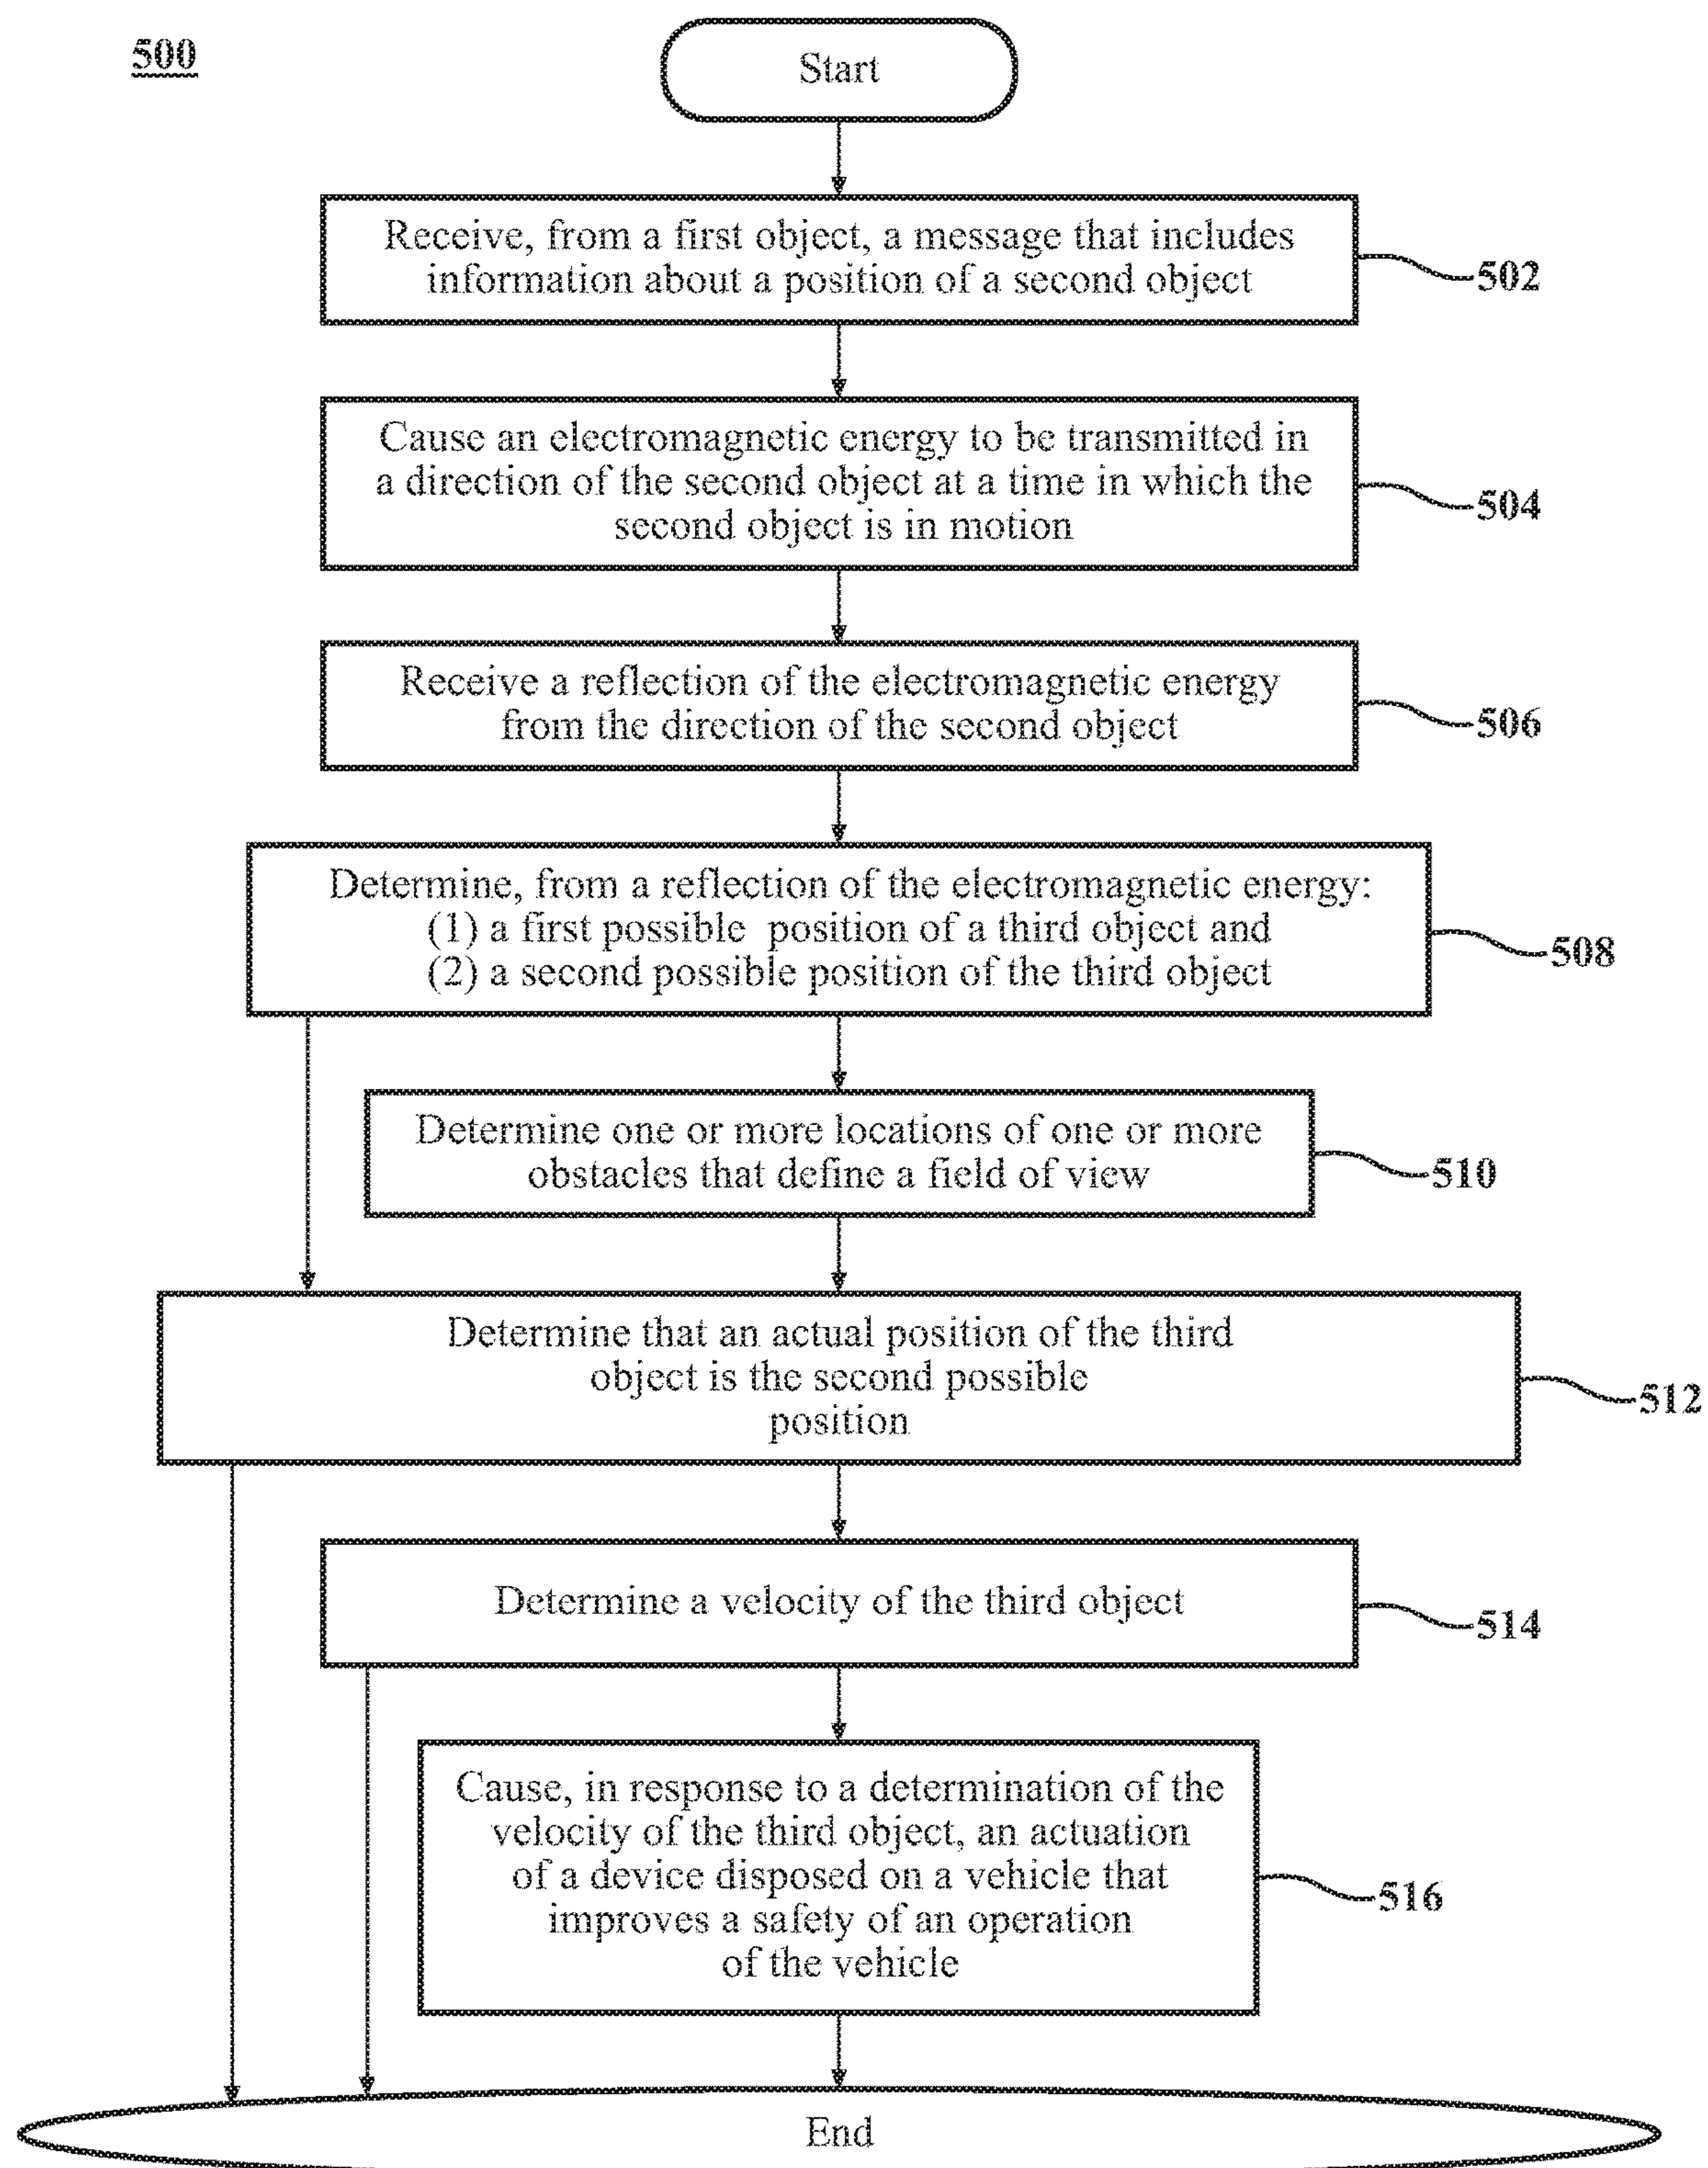 500
Start
Receive, from a first object, a message that includes
information about a position of a second object
502
Cause an electromagnetic energy to be transmitted in
a direction of the second object at a time in which the
second object is in motion
504
Receive a reflection of the electromagnetic energy
from the direction of the second object
506
Determine, from a reflection of the electromagnetic energy:
(1) a first possible position of a third object and
(2) a second possible position of the third object
508
Determine one or more locations of one or more
obstacles that define a field of view
510
Determine that an actual position of the third
object is the second possible
position
512
Determine a velocity of the third object
514
Cause, in response to a determination of the
velocity of the third object, an actuation
of a device disposed on a vehicle that
improves a safety of an operation
of the vehicle
516
End